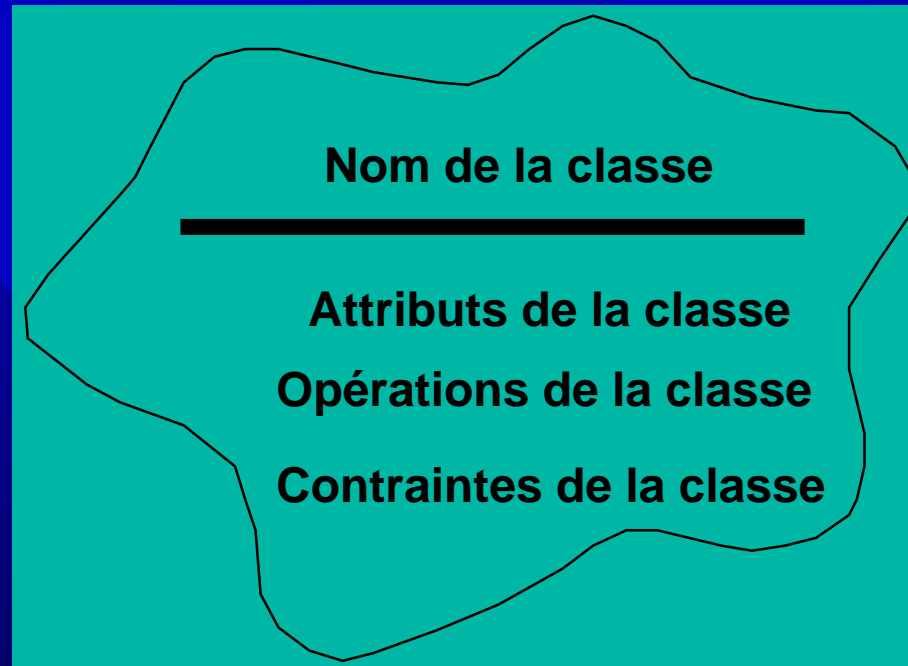 Nom de la classe
Attributs de la classe
Opérations de la classe
Contraintes de la classe